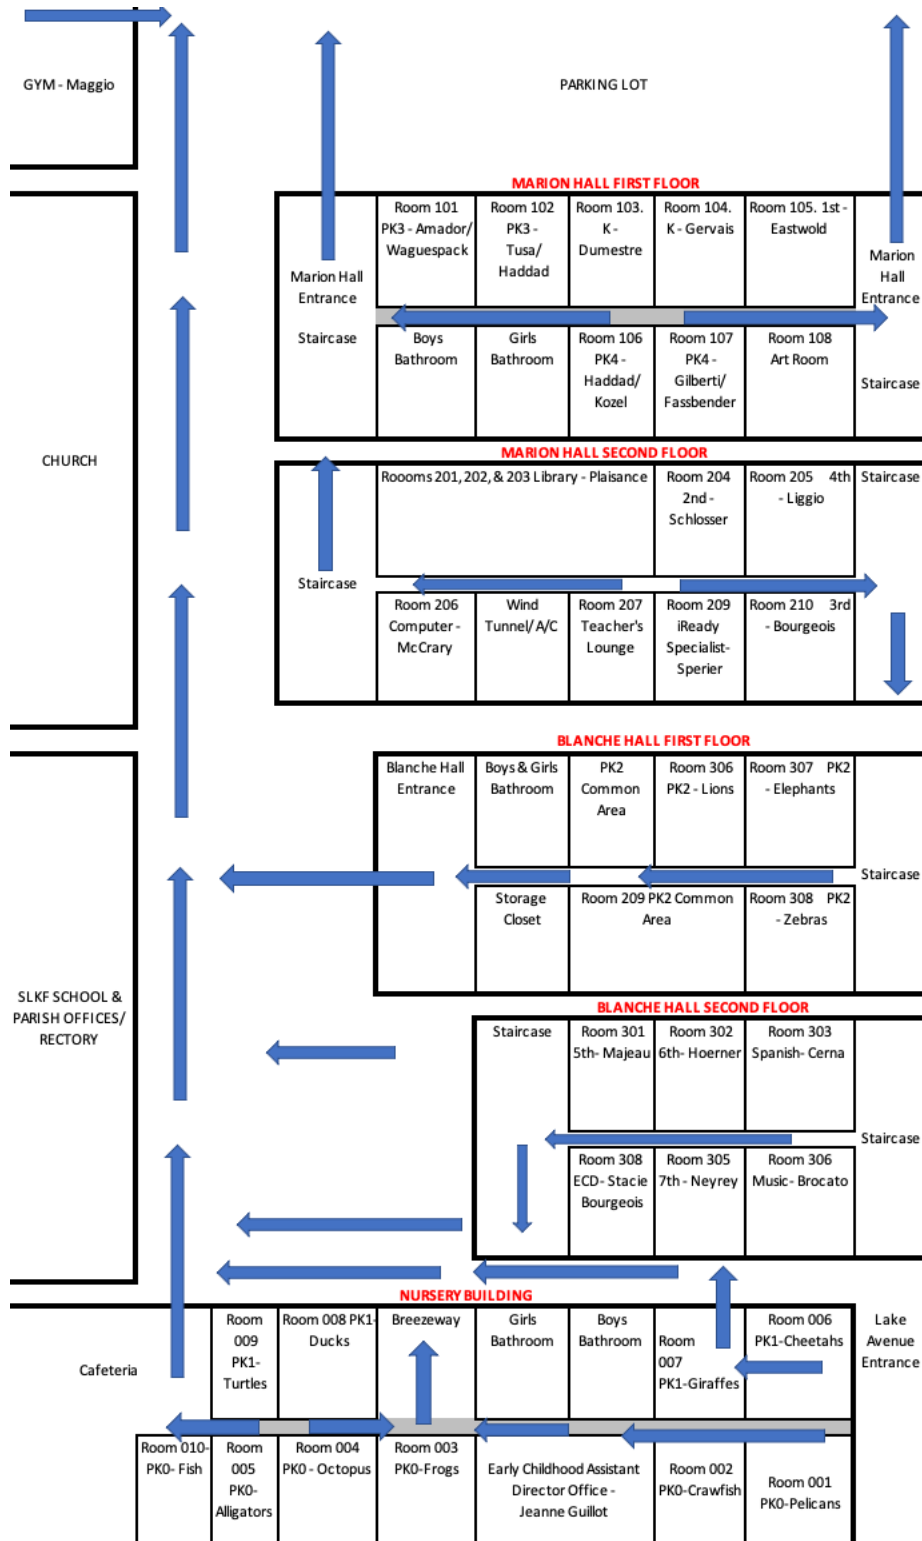 GYM - Maggio
PARKING LOT
MARION HALL FIRST FLOOR
Room 101
PK3 - Amador/
Waguespack
Room 102
PK3 -
Tusa/
Haddad
Room 103.
K -
Dumestre
Room 104.
K - Gervais
Room 105. 1st -
Eastwold
Marion Hall
Entrance
Staircase
Marion
Hall
Entrance
Staircase
Boys
Bathroom
Girls
Bathroom
Room 106
PK4 -
Haddad/
Kozel
Room 107
PK4 -
Gilberti/
Fassbender
Room 108
Art Room
CHURCH
MARION HALL SECOND FLOOR
Roooms 201, 202, & 203 Library - Plaisance
Room 204
2nd -
Schlosser
Room 205 4th
- Liggio
Staircase
Staircase
Room 206
Computer -
McCrary
Wind
Tunnel/ A/C
Room 207
Teacher's
Lounge
Room 209
iReady
Specialist-
Sperier
Room 210 3rd
- Bourgeois
BLANCHE HALL FIRST FLOOR
Blanche Hall
Entrance
Boys & Girls
Bathroom
PK2
Common
Area
Room 306
PK2 - Lions
Room 307 PK2
- Elephants
Staircase
Storage
Closet
Room 209 PK2 Common
Area
Room 308 PK2
- Zebras
SLKF SCHOOL &
PARISH OFFICES/
RECTORY
BLANCHE HALL SECOND FLOOR
Staircase
Room 301
5th- Majeau
Room 302
6th- Hoerner
Room 303
Spanish- Cerna
Staircase
Room 308
ECD- Stacie
Bourgeois
Room 305
7th - Neyrey
Room 306
Music- Brocato
NURSERY BUILDING
Cafeteria
Room
009
PK1-
Turtles
Room 008 PK1-
Ducks
Breezeway
Girls
Bathroom
Boys
Bathroom
Room
007
PK1-Giraffes
Room 006
PK1-Cheetahs
Lake
Avenue
Entrance
Room 010-
PK0- Fish
Room
005
PK0-
Alligators
Room 004
PK0 - Octopus
Room 003
PK0-Frogs
Early Childhood Assistant
Director Office -
Jeanne Guillot
Room 002
PK0-Crawfish
Room 001
PK0-Pelicans